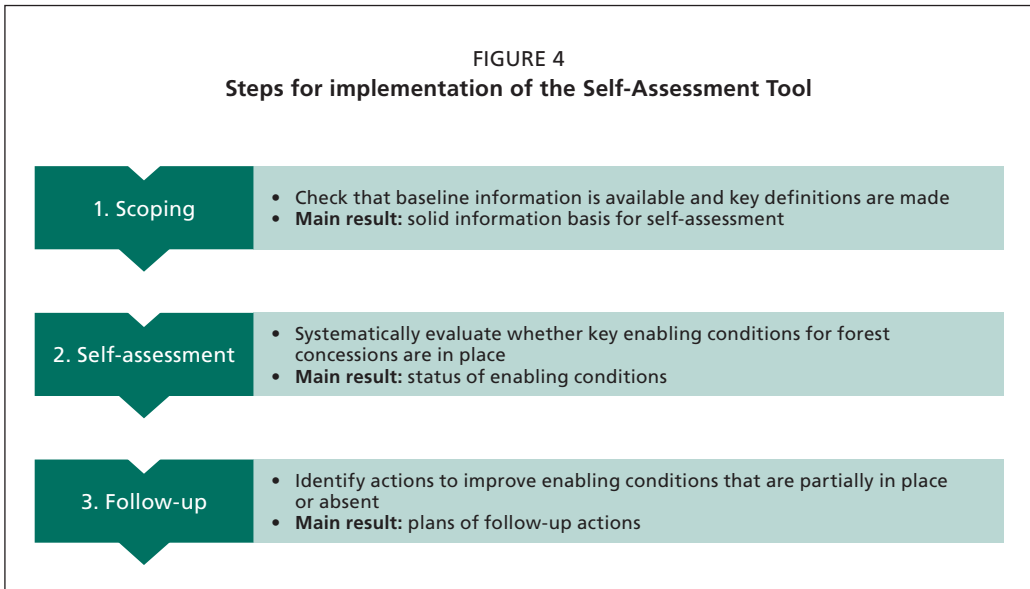 FIGURE 4
Steps for implementation of the Self-Assessment Tool
1. Scoping
• Check that baseline information is available and key definitions are made
• Main result: solid information basis for self-assessment
2. Self-assessment
• Systematically evaluate whether key enabling conditions for forest
concessions are in place
• Main result: status of enabling conditions
3. Follow-up
• Identify actions to improve enabling conditions that are partially in place
or absent
• Main result: plans of follow-up actions